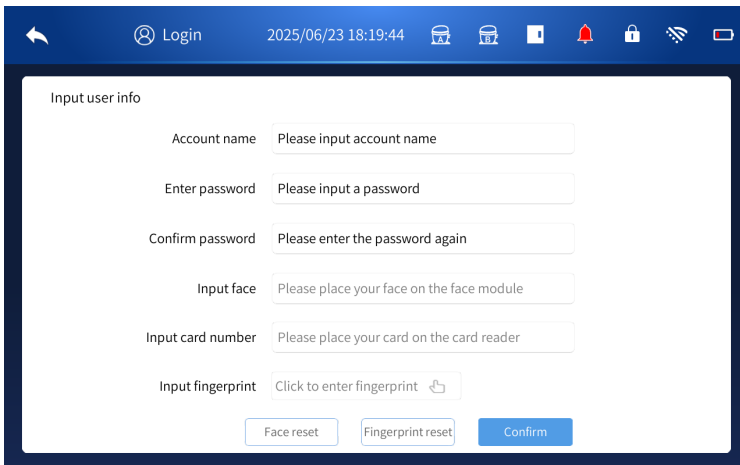 Login 2025/06/23 18:19:44 A B
Input user info
Account name Please input account name
Enter password Please input a password
Confirm password Please enter the password again
Input face Please place your face on the face module
Input card number Please place your card on the card reader
Input fingerprint Click to enter fingerprint
Face reset Fingerprint reset Confirm